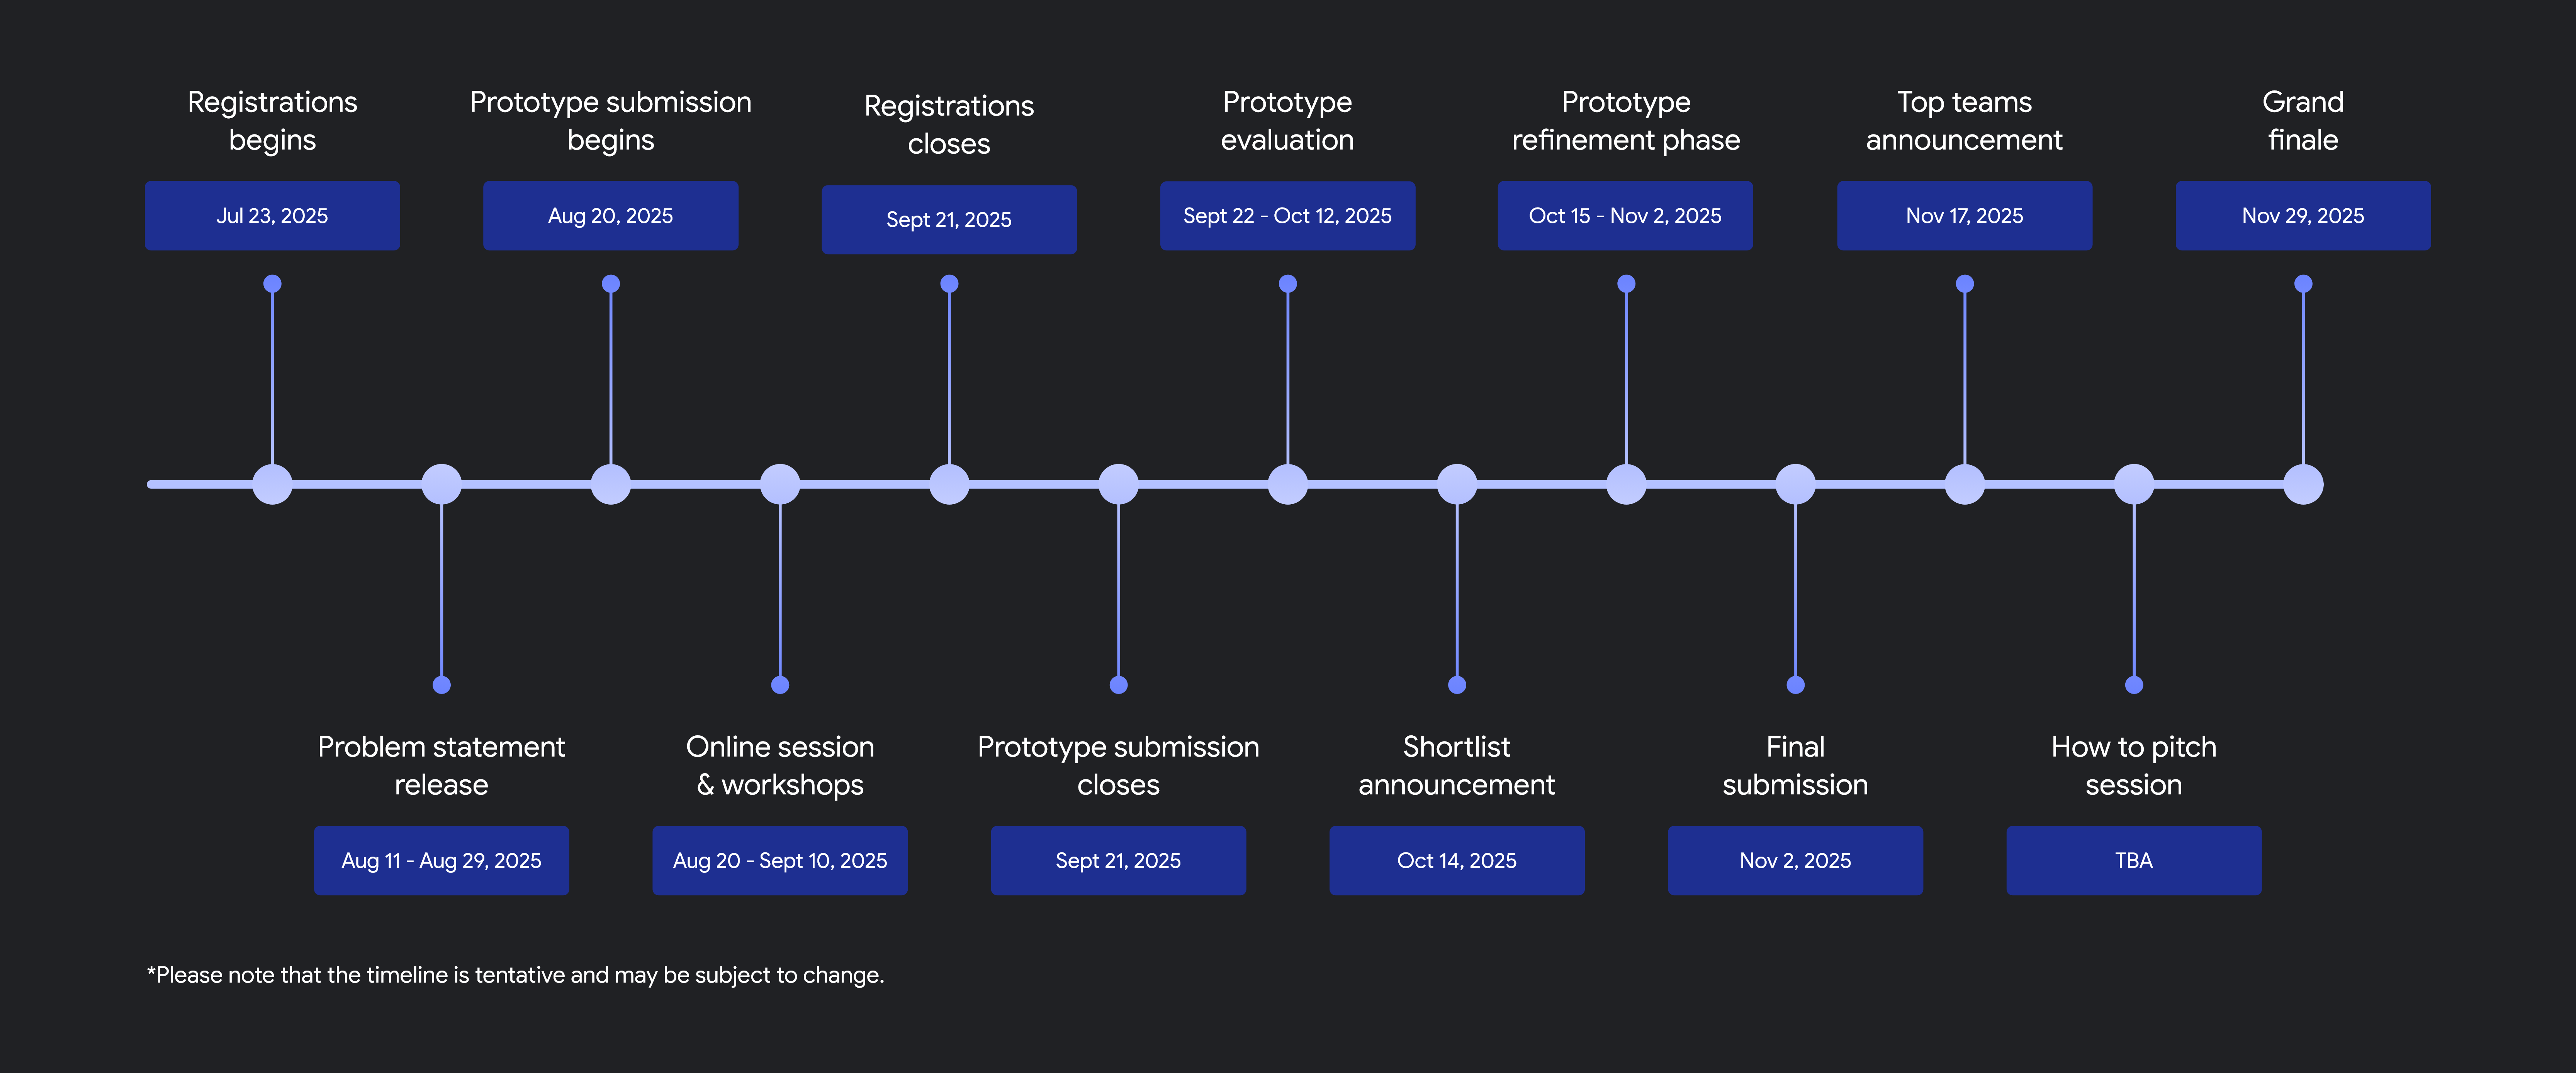 Registrations
begins
Jul 23, 2025
Prototype submission
begins
Aug 20, 2025
Registrations
closes
Sept 21, 2025
Prototype
evaluation
Sept 22 - Oct 12, 2025
Prototype
refinement phase
Oct 15 - Nov 2, 2025
Top teams
announcement
Nov 17, 2025
Grand
finale
Nov 29, 2025
Problem statement
release
Aug 11 - Aug 29, 2025
Online session
& workshops
Aug 20 - Sept 10, 2025
Prototype submission
closes
Sept 21, 2025
Shortlist
announcement
Oct 14, 2025
Final
submission
Nov 2, 2025
How to pitch
session
TBA
*Please note that the timeline is tentative and may be subject to change.